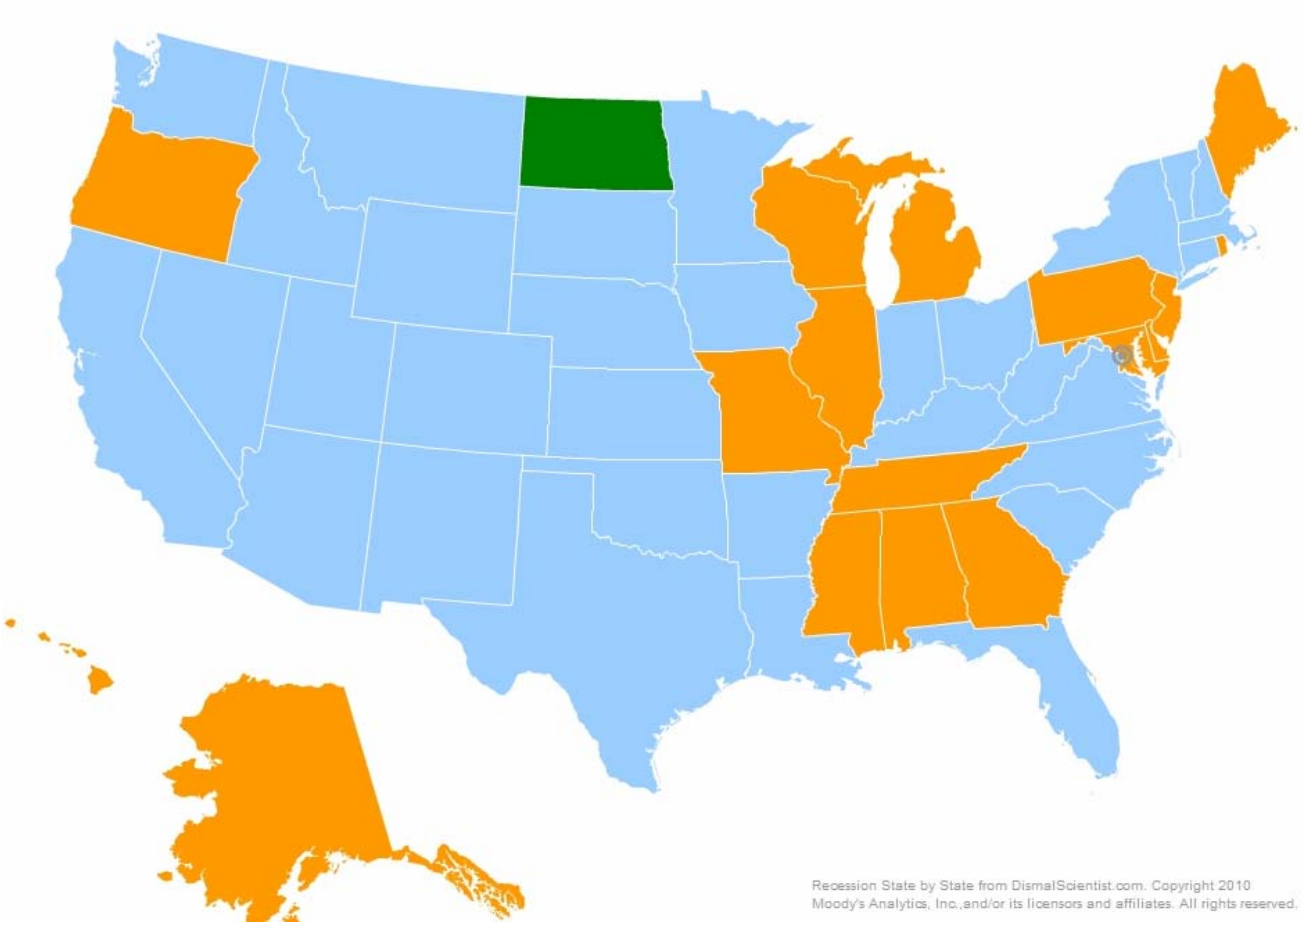 Recession State by State from DismalScientist.com. Copyright 2010
Moody's Analytics, Inc.,and/or its licensors and affiliates. All rights reserved.